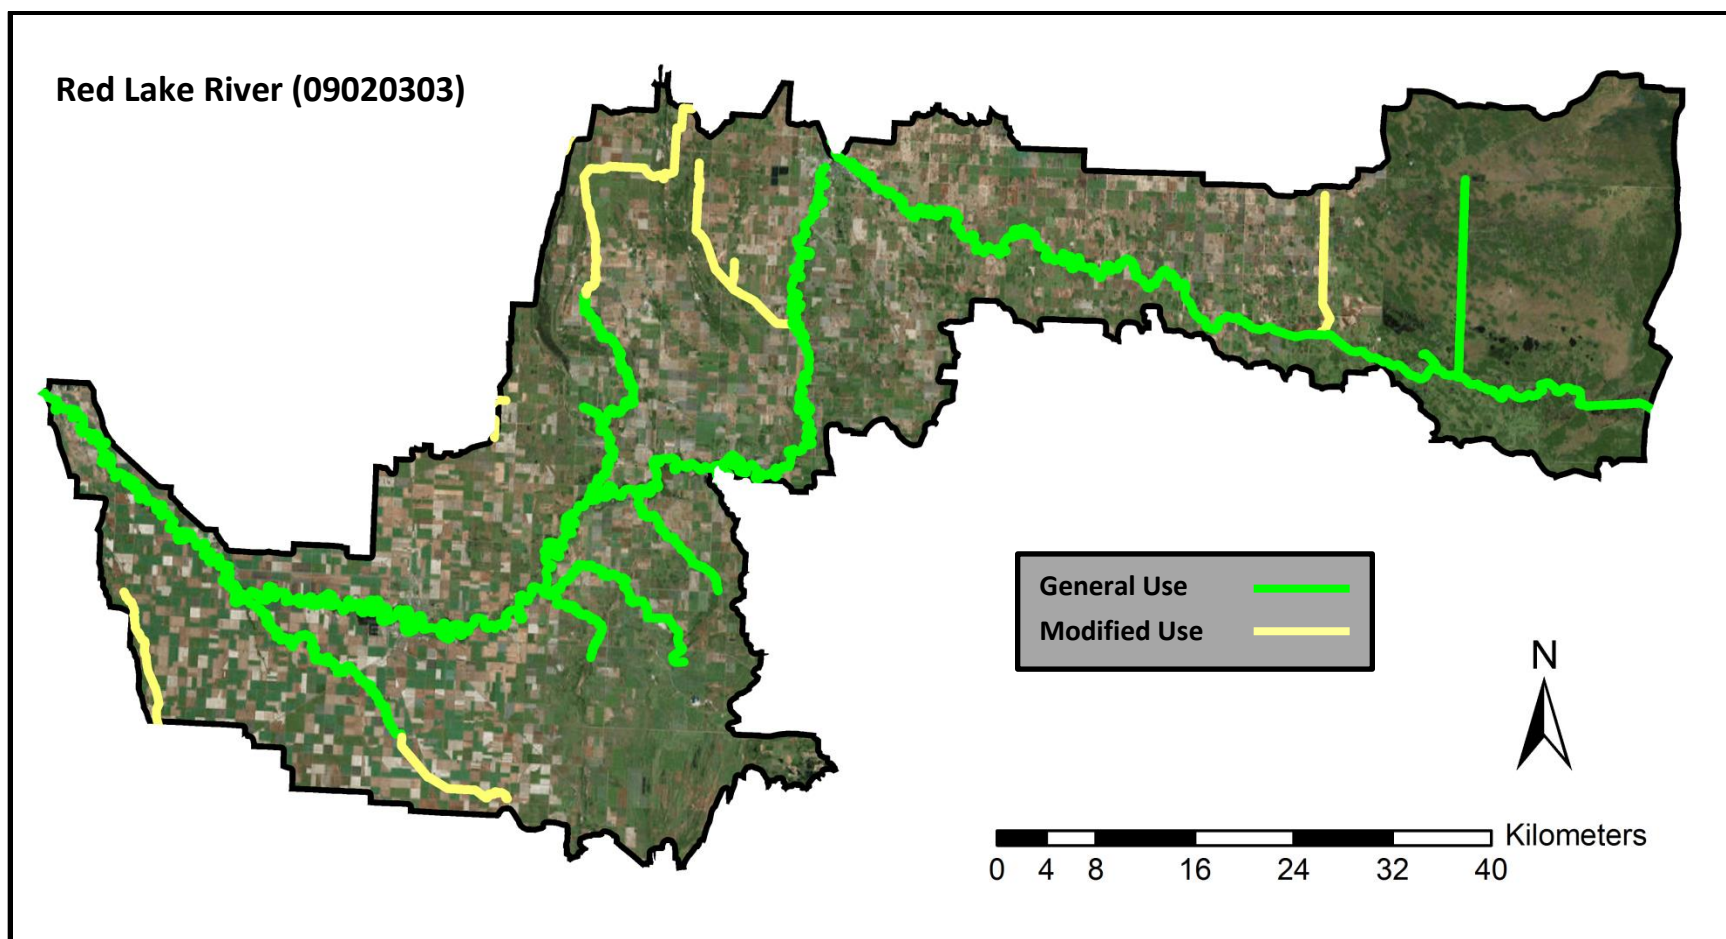 Red Lake River (09020303)
General Use
Modified Use
N
Kilometers
0 4 8 16 24 32 40